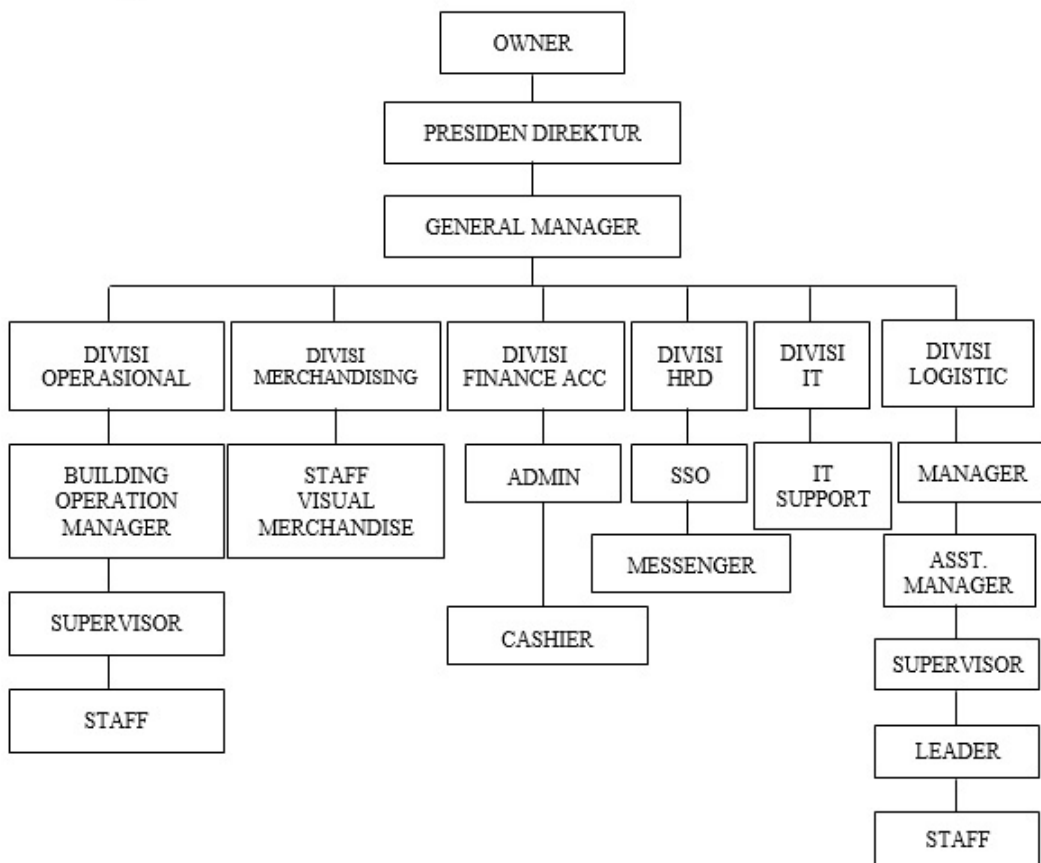 OWNER
PRESIDEN DIREKTUR
GENERAL MANAGER
DIVISI
OPERASIONAL
DIVISI
MERCHANDISING
DIVISI
FINANCE ACC
DIVISI
HRD
DIVISI
IT
DIVISI
LOGISTIC
BUILDING
OPERATION
MANAGER
STAFF
VISUAL
MERCHANDISE
ADMIN
SSO
IT
SUPPORT
MANAGER
MESSENGER
ASST.
MANAGER
SUPERVISOR
CASHIER
SUPERVISOR
STAFF
LEADER
STAFF